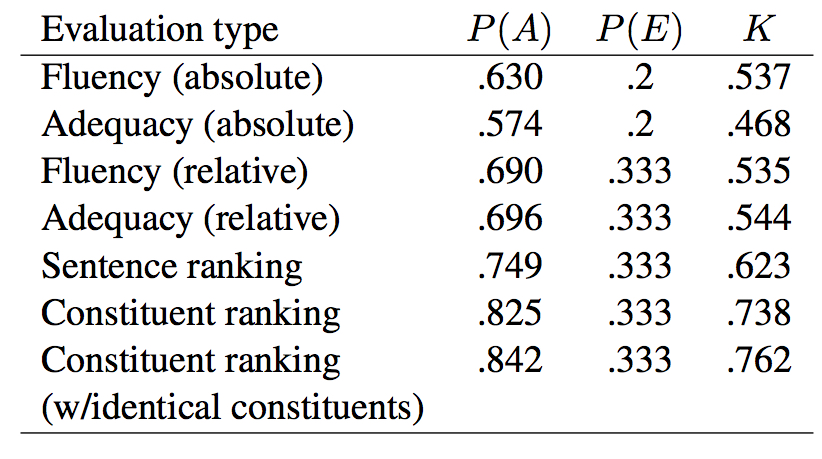 Evaluation type P(A) P(E) K
Fluency (absolute) .630 .2 .537
Adequacy (absolute) .574 .2 .468
Fluency (relative) .690 .333 .535
Adequacy (relative) .696 .333 .544
Sentence ranking .749 .333 .623
Constituent ranking .825 .333 .738
Constituent ranking .842 .333 .762
(w/identical constituents)